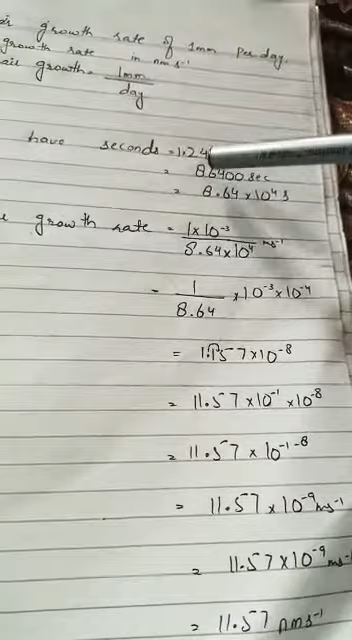 growth rate of 1mm per day.
growth rate in nms⁻¹
growth = 1mm
day
have seconds = 1.24
= 86400 sec
= 8.64 × 10⁴ s
growth rate = 1×10⁻³
8.64×10⁴ ms⁻¹
= 1
8.64 × 10⁻³ × 10⁻⁴
= × 10⁻⁸
= 11.57 × 10⁻¹ × 10⁻⁸
= 11.57 × 10⁻¹⁻⁸
= 11.57 × 10⁻⁹ ms⁻¹
= 11.57 × 10⁻⁹ ms⁻¹
= 11.57 nms⁻¹